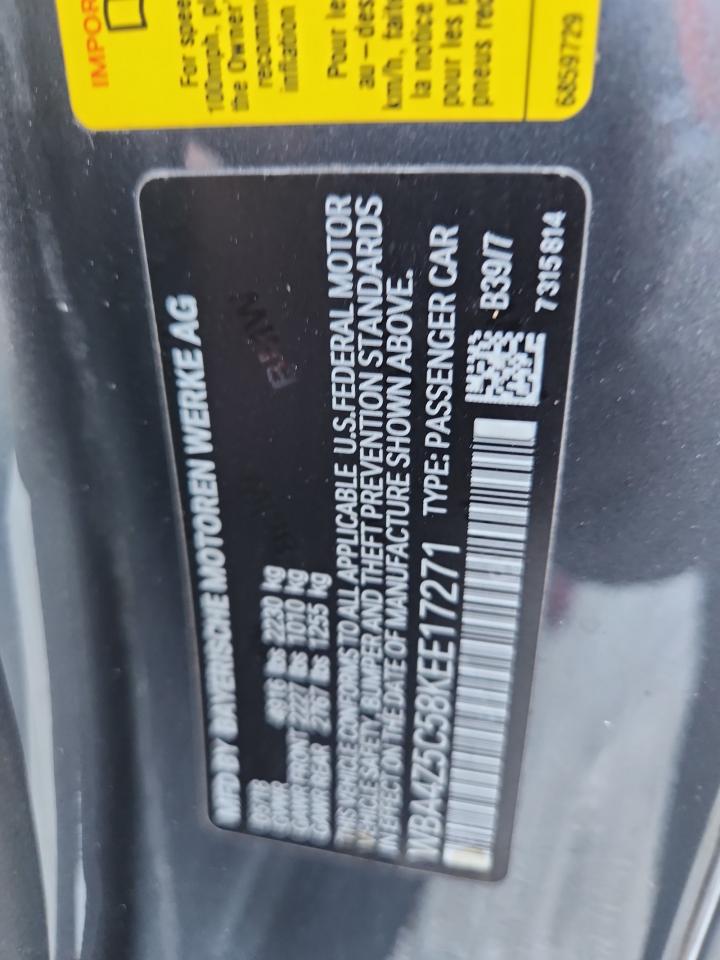 IMPOR
For spee
100mph, pl
the Owner'
recomm
inflation
Pour le
au-des
km/h, faite
la notice
pour les p
pneus rec
6859729
MFD BY BAYERISCHE MOTOREN WERKE AG
GVWR 4916 lbs 2230 kg
GAWR FRONT 2227 lbs 1010 kg
GAWR REAR 2767 lbs 1255 kg
THIS VEHICLE CONFORMS TO ALL APPLICABLE U.S.FEDERAL MOTOR
VEHICLE SAFETY, BUMPER AND THEFT PREVENTION STANDARDS
IN EFFECT ON THE DATE OF MANUFACTURE SHOWN ABOVE.
WBA4Z5C58KEE17271 TYPE: PASSENGER CAR
B39/7
7315814